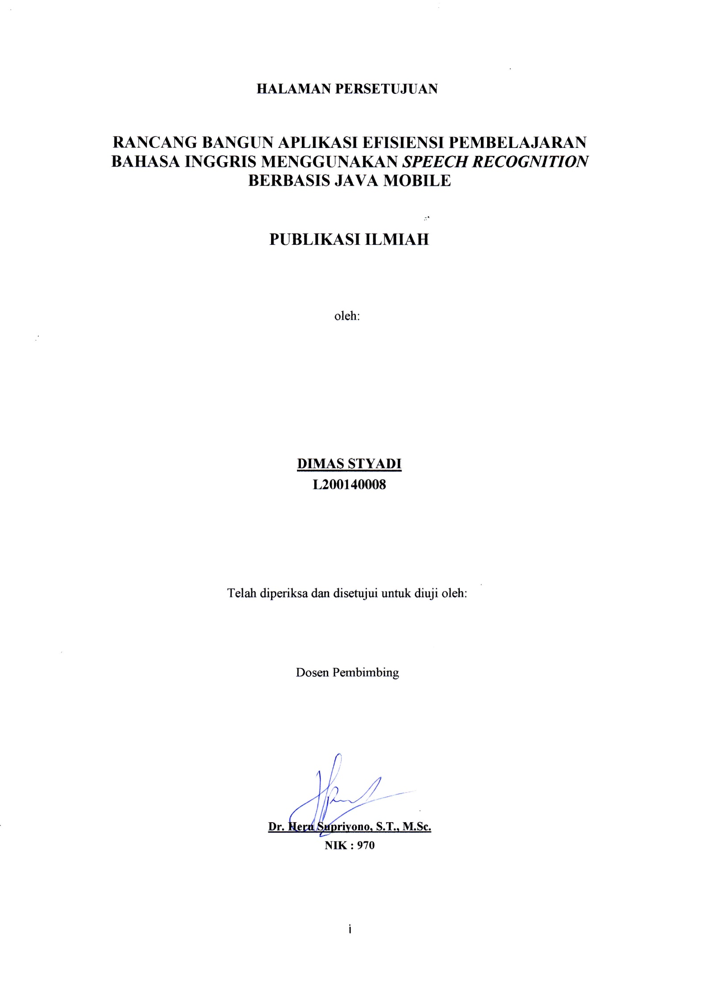 HALAMAN PERSETUJUAN
RANCANG BANGUN APLIKASI EFISIENSI PEMBELAJARAN
BAHASA INGGRIS MENGGUNAKAN SPEECH RECOGNITION
BERBASIS JAVA MOBILE
PUBLIKASI ILMIAH
oleh:
DIMAS STYADI
L200140008
Telah diperiksa dan disetujui untuk diuji oleh:
Dosen Pembimbing
Dr. Heru Supriyono, S.T., M.Sc.
NIK : 970
i